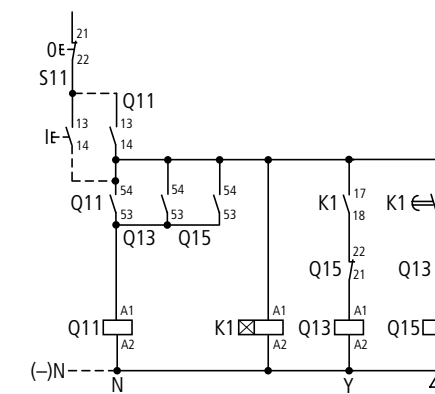 21
0
22
S11
Q11
13 13
I
14 14
54 54 54 17
Q11 K1 K1
53 53 53 18
Q13 Q15
22
Q15 Q13
21
A1 A1 A1
Q11 K1 Q13 Q15
A2 A2 A2
(–)N
N Y